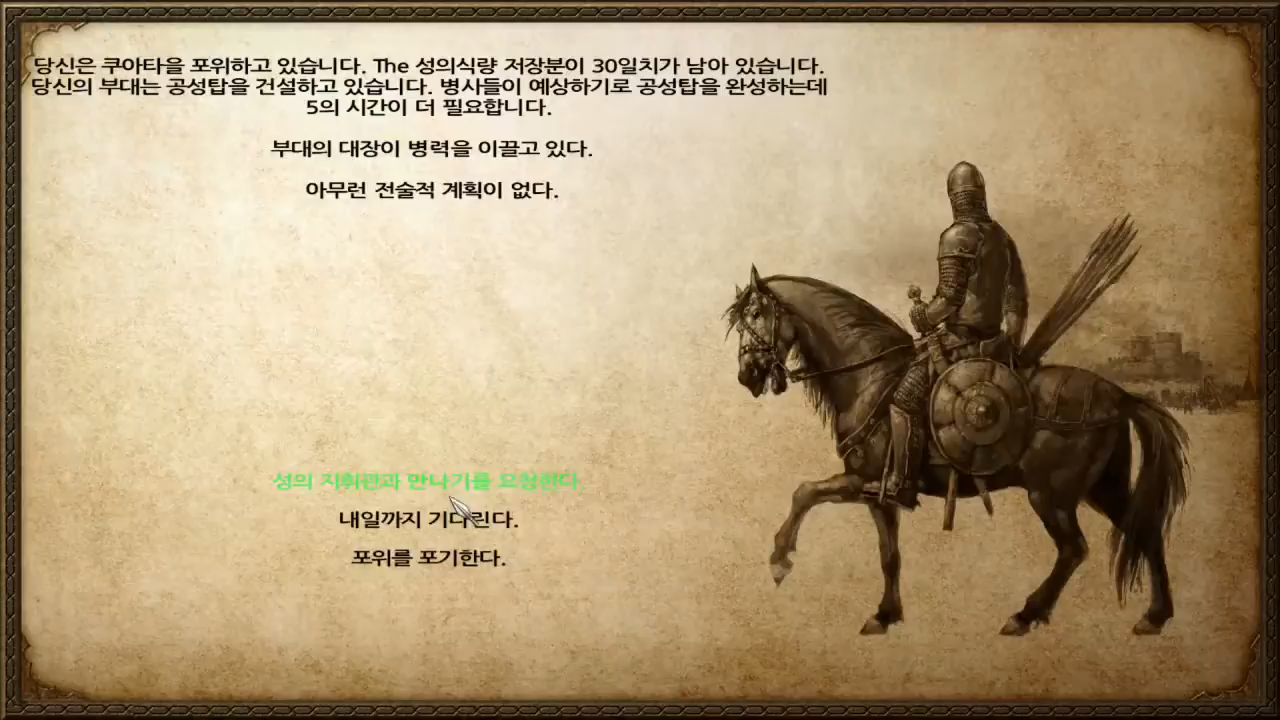 당신은 쿠아타을 포위하고 있습니다. The 성의식량 저장분이 30일치가 남아 있습니다.
당신의 부대는 공성탑을 건설하고 있습니다. 병사들이 예상하기로 공성탑을 완성하는데
5의 시간이 더 필요합니다.
부대의 대장이 병력을 이끌고 있다.
아무런 전술적 계획이 없다.
성의 지휘관과 만나기를 요청한다.
내일까지 기다린다.
포위를 포기한다.